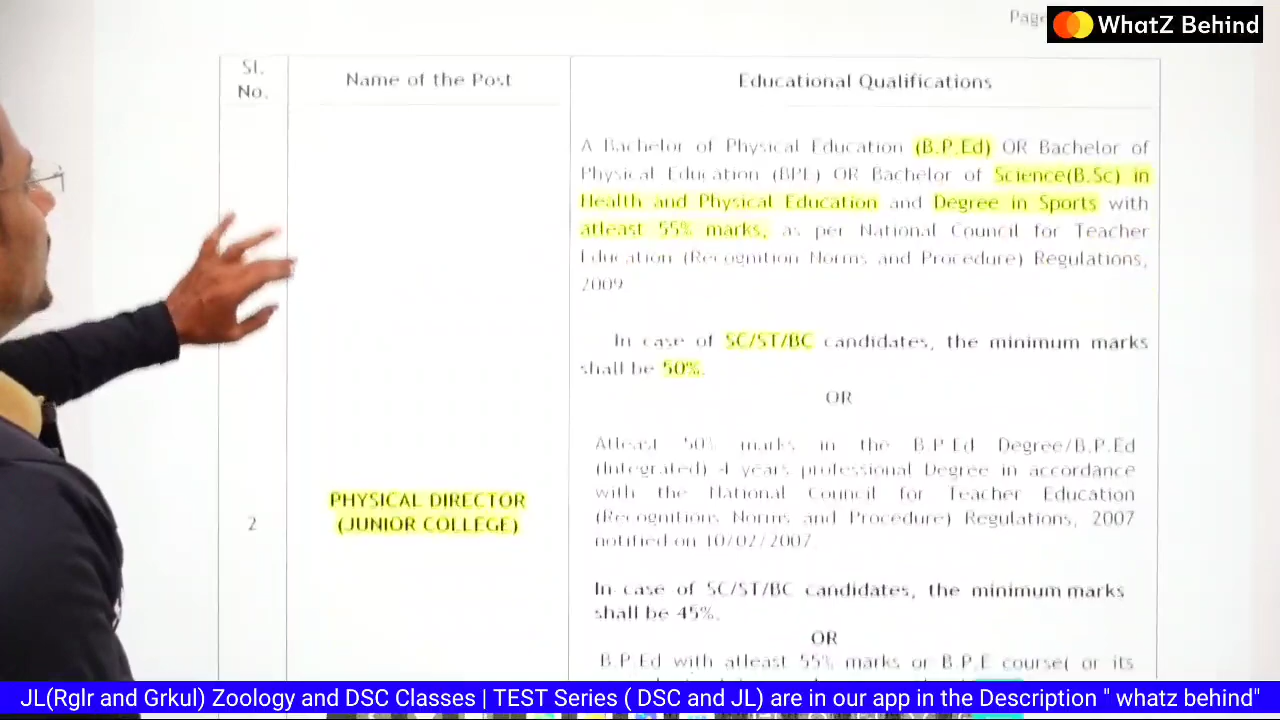 Page
WhatZ Behind
Sl.
No.
Name of the Post
Educational Qualifications
A Bachelor of Physical Education (B.P.Ed) OR Bachelor of
Physical Education (BPE) OR Bachelor of Science(B.Sc) in
Health and Physical Education and Degree in Sports with
atleast 55% marks, as per National Council for Teacher
Education (Recognition Norms and Procedure) Regulations,
2009
In case of SC/ST/BC candidates, the minimum marks
shall be 50%.
OR
Atleast 50% marks in the B.P.Ed Degree/B.P.Ed
(Integrated) 4 years professional Degree in accordance
with the National Council for Teacher Education
(Recognitions Norms and Procedure) Regulations, 2007
notified on 10/02/2007
In case of SC/ST/BC candidates, the minimum marks
shall be 45%.
OR
B.P.Ed with atleast 55% marks or B.P.E course( or its
2
PHYSICAL DIRECTOR
(JUNIOR COLLEGE)
JL(Rglr and Grkul) Zoology and DSC Classes | TEST Series ( DSC and JL) are in our app in the Description " whatz behind"